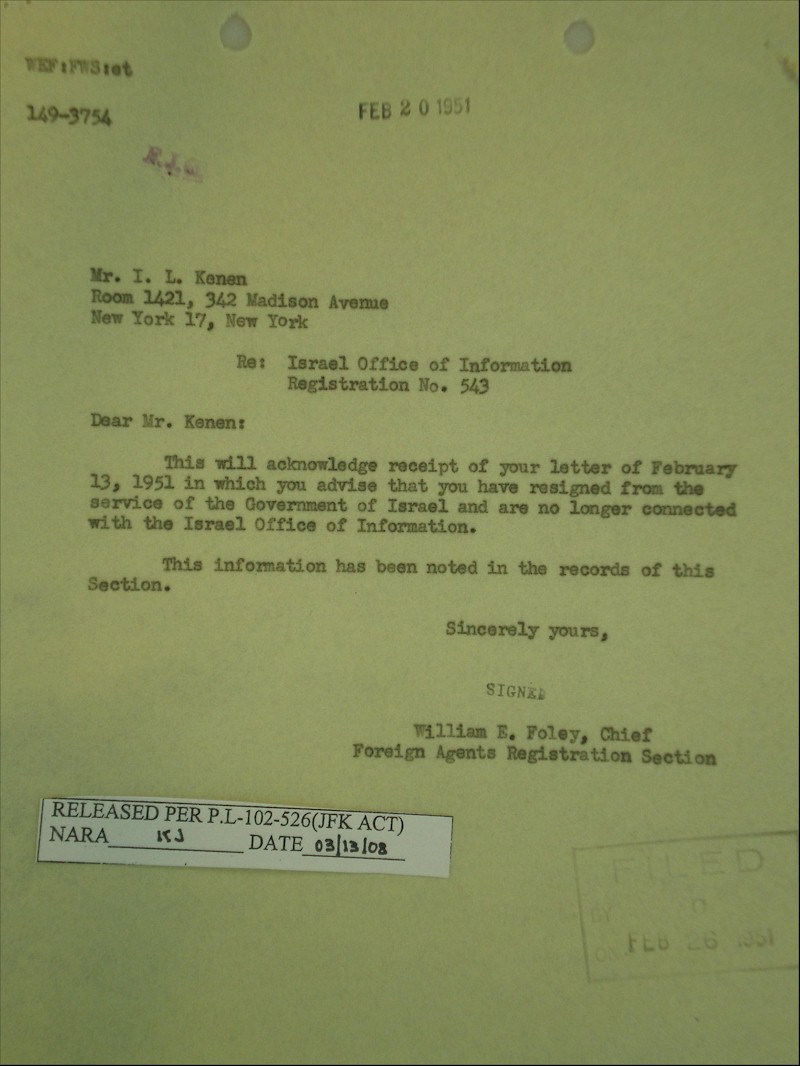 WEF:FWS:et
149-3754
FEB 20 1951
Mr. I. L. Kenen
Room 1421, 342 Madison Avenue
New York 17, New York
Re: Israel Office of Information
Registration No. 543
Dear Mr. Kenen:
This will acknowledge receipt of your letter of February
13, 1951 in which you advise that you have resigned from the
service of the Government of Israel and are no longer connected
with the Israel Office of Information.
This information has been noted in the records of this
Section.
Sincerely yours,
SIGNED
William E. Foley, Chief
Foreign Agents Registration Section
RELEASED PER P.L-102-526(JFK ACT)
NARA KJ DATE 03/13/08
FILED
BY
ON FEB 26 1951